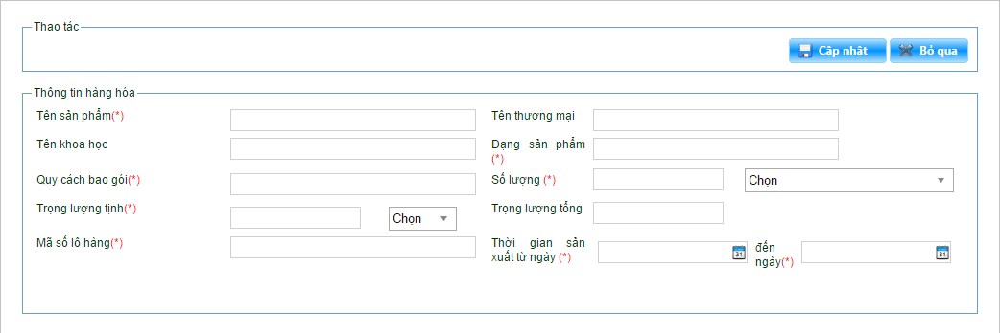 Thao tác
Cập nhật Bỏ qua
Thông tin hàng hóa
Tên sản phẩm(*) Tên thương mại
Tên khoa học Dạng sản phẩm
(*)
Quy cách bao gói(*) Số lượng (*) Chọn
Trọng lượng tịnh(*) Chọn Trọng lượng tổng
Mã số lô hàng(*) Thời gian sản
xuất từ ngày (*) 31 đến
ngày(*) 31